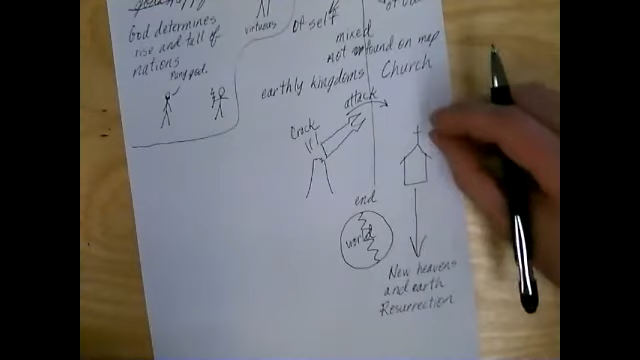 God determines
rise and fall of
nations
virtuous
of self
mixed
not found on map
earthly kingdoms
Church
attack
Crack
end
world
New heavens
and earth
Resurrection